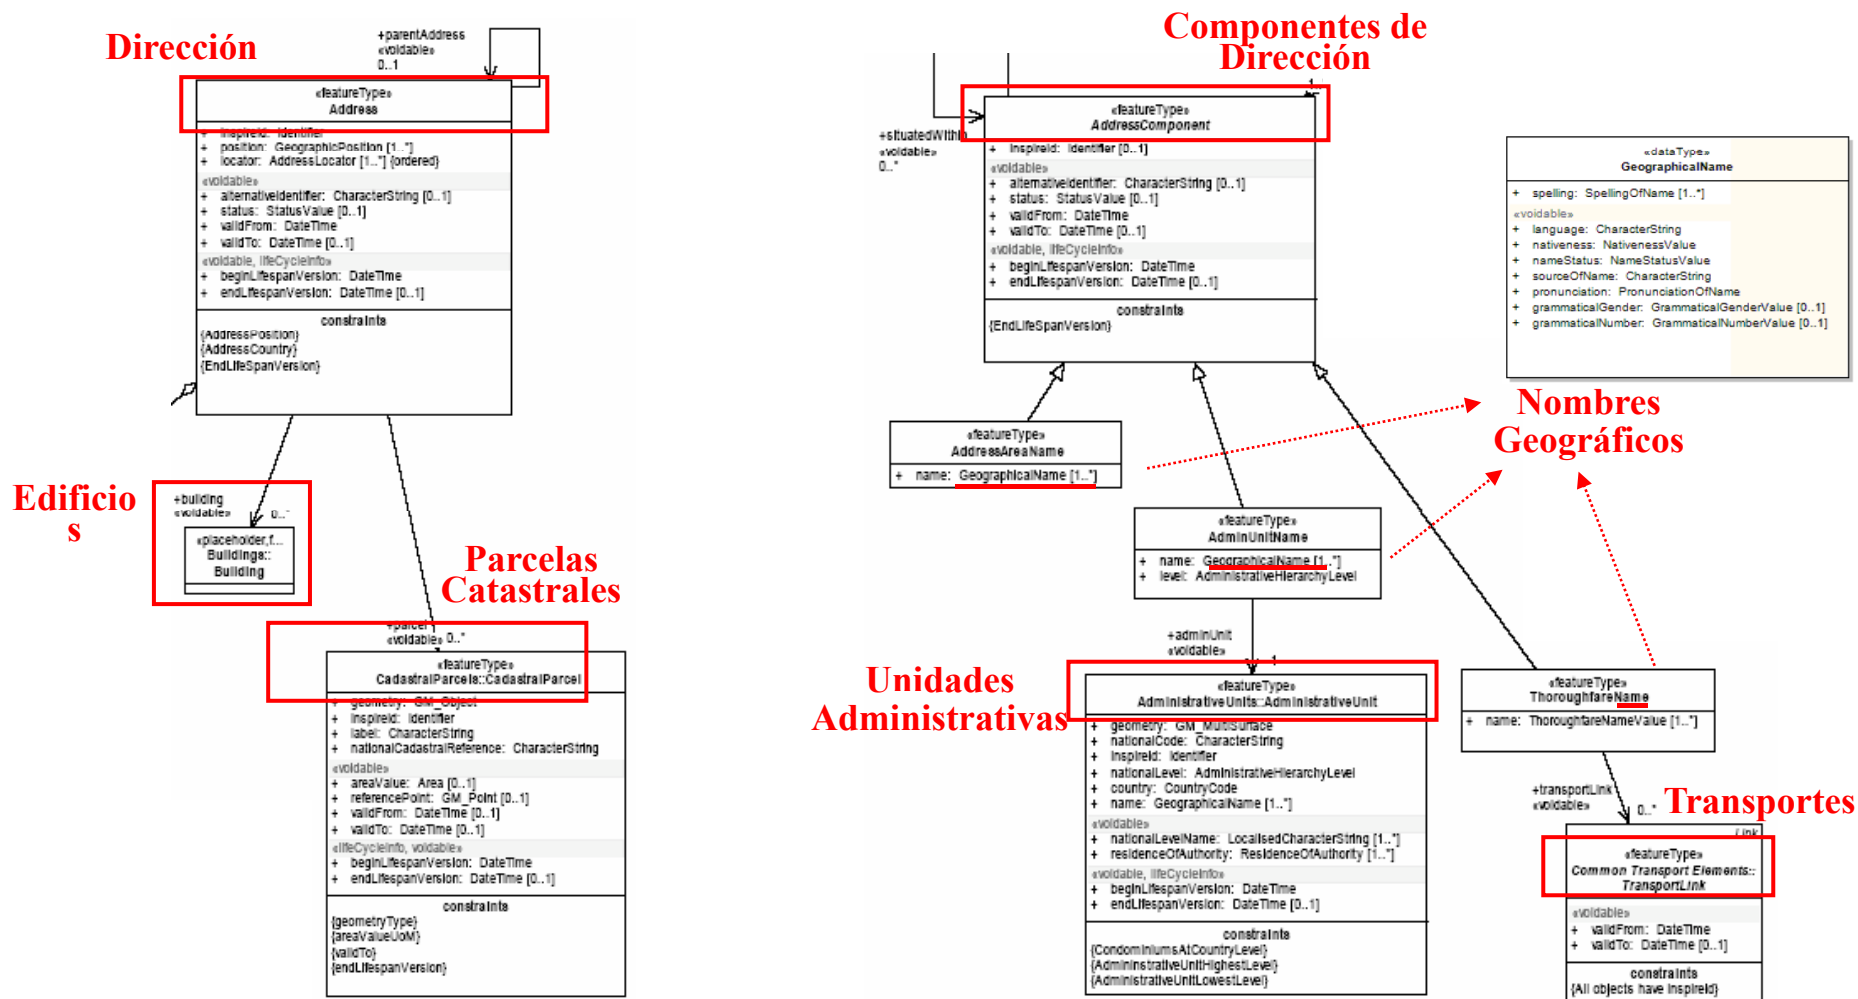 Dirección
+parentAddress
«voidable»
0..1
«featureType»
Address
+ inspireId: Identifier
+ position: GeographicPosition [1..*]
+ locator: AddressLocator [1..*] {ordered}
«voidable»
+ alternativeIdentifier: CharacterString [0..1]
+ status: StatusValue [0..1]
+ validFrom: DateTime
+ validTo: DateTime [0..1]
«voidable, lifeCycleInfo»
+ beginLifespanVersion: DateTime
+ endLifespanVersion: DateTime [0..1]
constraints
{AddressPosition}
{AddressCountry}
{EndLifeSpanVersion}
Edificio
s
+building
«voidable»
0..*
«placeholder,f...
Buildings::
Building
Parcelas
Catastrales
+parcel
«voidable» 0..*
«featureType»
CadastralParcels::CadastralParcel
+ geometry: GM_Object
+ inspireId: Identifier
+ label: CharacterString
+ nationalCadastralReference: CharacterString
«voidable»
+ areaValue: Area [0..1]
+ referencePoint: GM_Point [0..1]
+ validFrom: DateTime [0..1]
+ validTo: DateTime [0..1]
«lifeCycleInfo, voidable»
+ beginLifespanVersion: DateTime
+ endLifespanVersion: DateTime [0..1]
constraints
{geometryType}
{areaValueUoM}
{validTo}
{endLifespanVersion}
Componentes de
Dirección
1..
+situatedWithin
«voidable»
0..*
«featureType»
AddressComponent
+ inspireId: Identifier [0..1]
«voidable»
+ alternativeIdentifier: CharacterString [0..1]
+ status: StatusValue [0..1]
+ validFrom: DateTime
+ validTo: DateTime [0..1]
«voidable, lifeCycleInfo»
+ beginLifespanVersion: DateTime
+ endLifespanVersion: DateTime [0..1]
constraints
{EndLifeSpanVersion}
«dataType»
GeographicalName
+ spelling: SpellingOfName [1..*]
«voidable»
+ language: CharacterString
+ nativeness: NativenessValue
+ nameStatus: NameStatusValue
+ sourceOfName: CharacterString
+ pronunciation: PronunciationOfName
+ grammaticalGender: GrammaticalGenderValue [0..1]
+ grammaticalNumber: GrammaticalNumberValue [0..1]
Nombres
Geográficos
«featureType»
AddressAreaName
+ name: GeographicalName [1..*]
«featureType»
AdminUnitName
+ name: GeographicalName [1..*]
+ level: AdministrativeHierarchyLevel
+adminUnit
«voidable»
1
Unidades
Administrativas
«featureType»
AdministrativeUnits::AdministrativeUnit
+ geometry: GM_MultiSurface
+ nationalCode: CharacterString
+ inspireId: Identifier
+ nationalLevel: AdministrativeHierarchyLevel
+ country: CountryCode
+ name: GeographicalName [1..*]
«voidable»
+ nationalLevelName: LocalisedCharacterString [1..*]
+ residenceOfAuthority: ResidenceOfAuthority [1..*]
«voidable, lifeCycleInfo»
+ beginLifespanVersion: DateTime
+ endLifespanVersion: DateTime [0..1]
constraints
{CondominiumsAtCountryLevel}
{AdmininstrativeUnitHighestLevel}
{AdministrativeUnitLowestLevel}
«featureType»
ThoroughfareName
+ name: ThoroughfareNameValue [1..*]
+transportLink
«voidable»
0..*
Transportes
Link
«featureType»
Common Transport Elements::
TransportLink
«voidable»
+ validFrom: DateTime
+ validTo: DateTime [0..1]
constraints
{All objects have inspireId}